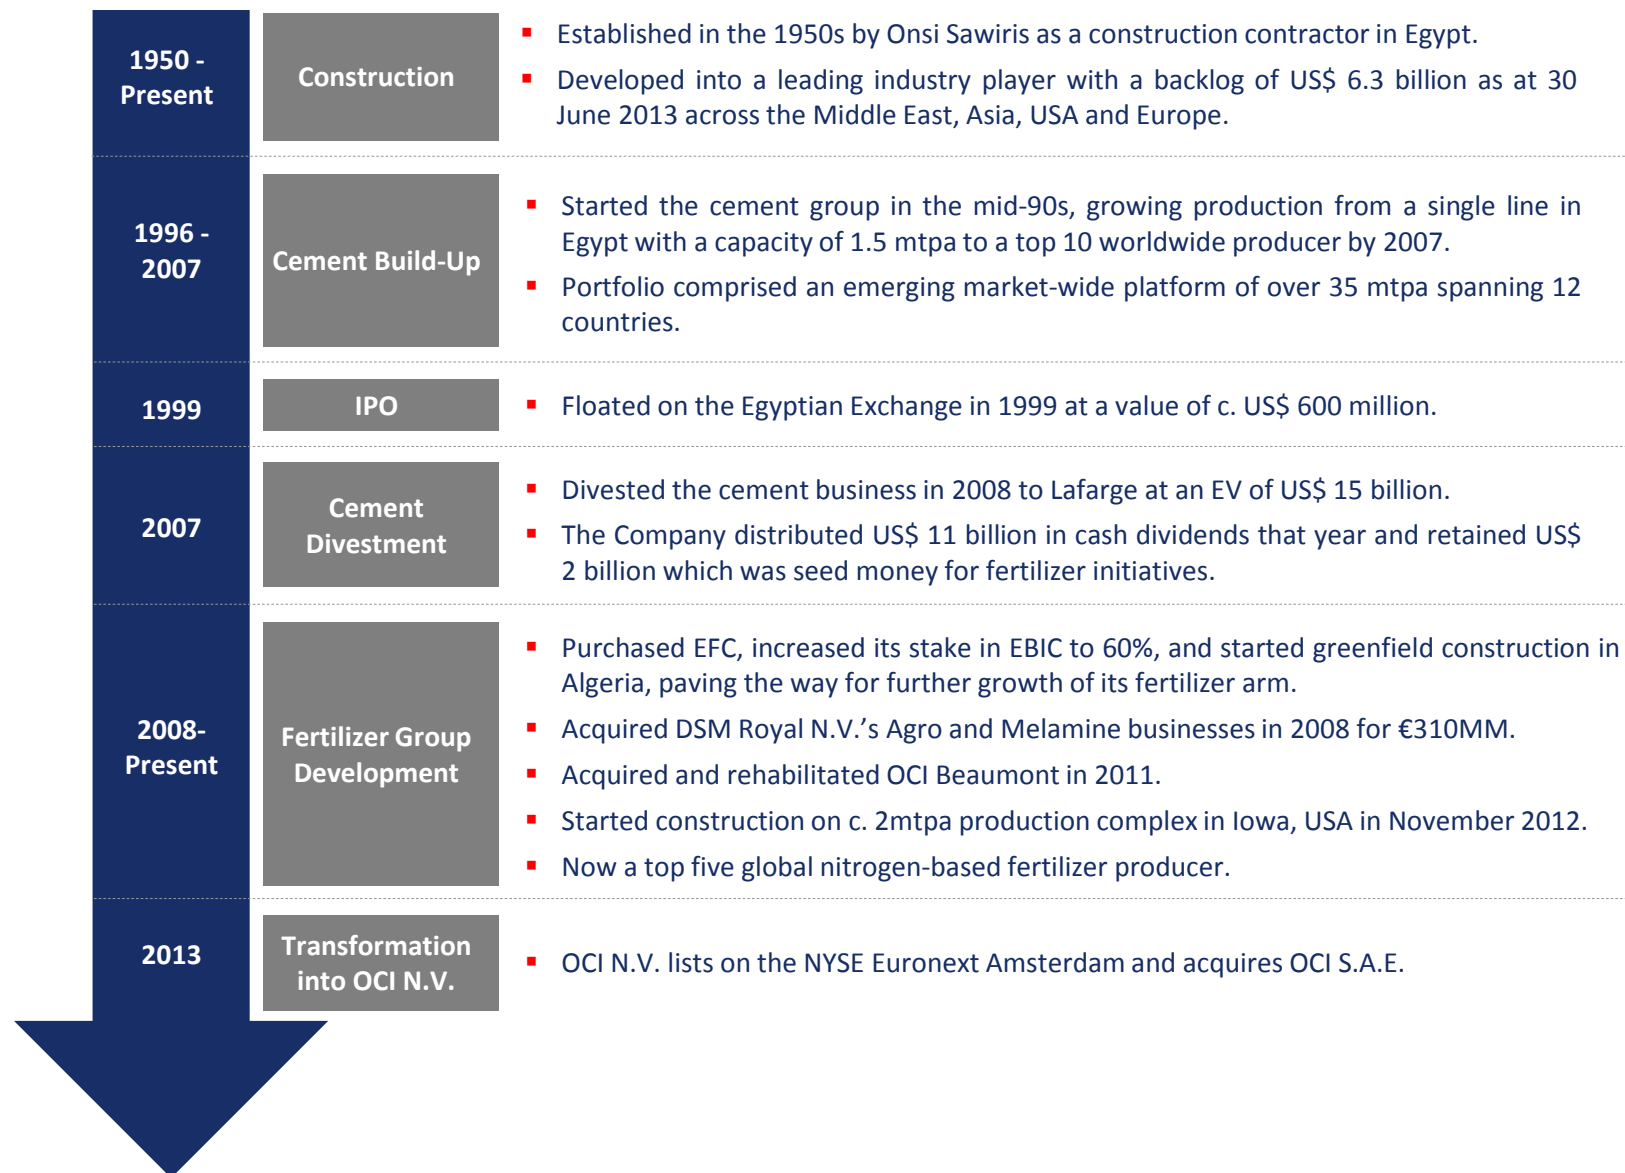 1950 -
Present
Construction
▪ Established in the 1950s by Onsi Sawiris as a construction contractor in Egypt.
▪ Developed into a leading industry player with a backlog of US$ 6.3 billion as at 30
June 2013 across the Middle East, Asia, USA and Europe.
1996 -
2007
Cement Build-Up
▪ Started the cement group in the mid-90s, growing production from a single line in
Egypt with a capacity of 1.5 mtpa to a top 10 worldwide producer by 2007.
▪ Portfolio comprised an emerging market-wide platform of over 35 mtpa spanning 12
countries.
1999
IPO
▪ Floated on the Egyptian Exchange in 1999 at a value of c. US$ 600 million.
2007
Cement
Divestment
▪ Divested the cement business in 2008 to Lafarge at an EV of US$ 15 billion.
▪ The Company distributed US$ 11 billion in cash dividends that year and retained US$
2 billion which was seed money for fertilizer initiatives.
2008-
Present
Fertilizer Group
Development
▪ Purchased EFC, increased its stake in EBIC to 60%, and started greenfield construction in
Algeria, paving the way for further growth of its fertilizer arm.
▪ Acquired DSM Royal N.V.’s Agro and Melamine businesses in 2008 for €310MM.
▪ Acquired and rehabilitated OCI Beaumont in 2011.
▪ Started construction on c. 2mtpa production complex in Iowa, USA in November 2012.
▪ Now a top five global nitrogen-based fertilizer producer.
2013
Transformation
into OCI N.V.
▪ OCI N.V. lists on the NYSE Euronext Amsterdam and acquires OCI S.A.E.